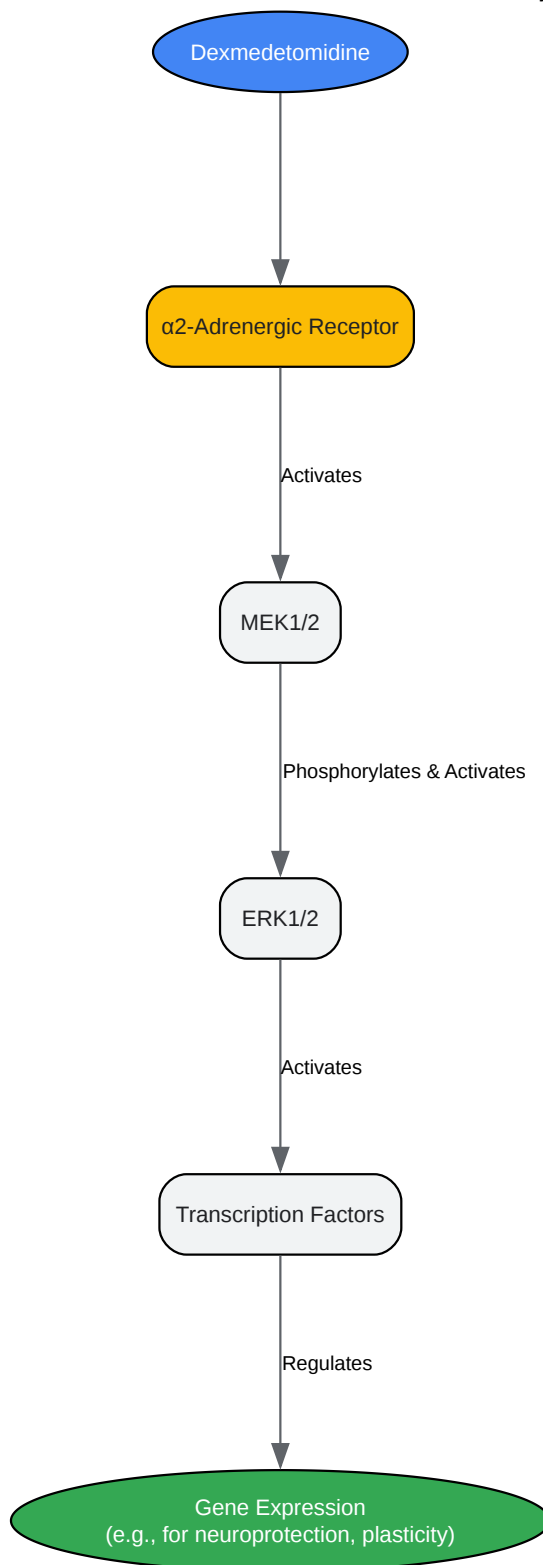 Dexmedetomidine
α2-Adrenergic Receptor
Activates
MEK1/2
Phosphorylates & Activates
ERK1/2
Activates
Transcription Factors
Regulates
Gene Expression
(e.g., for neuroprotection, plasticity)